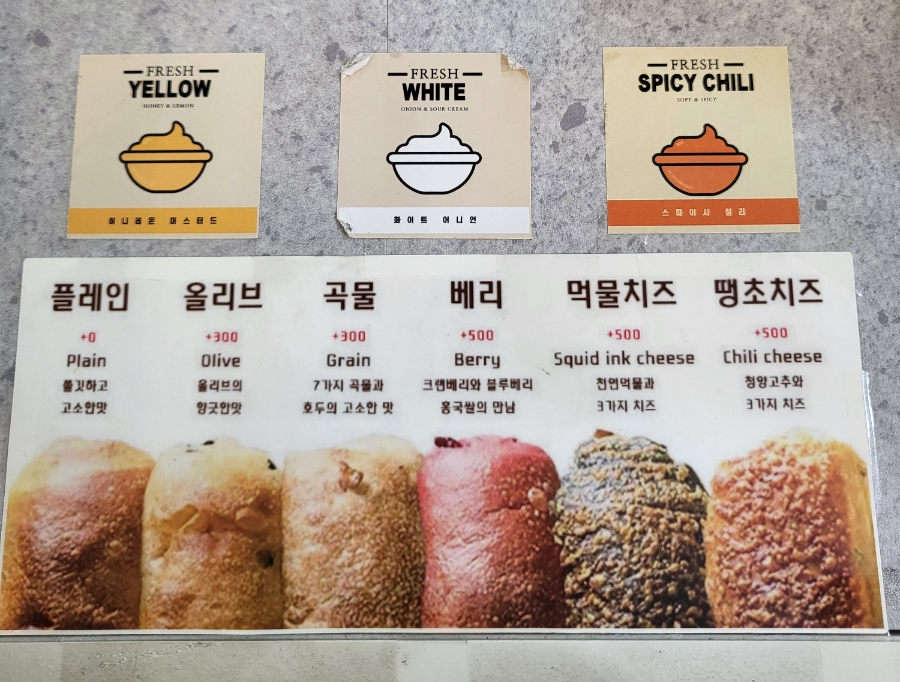 FRESH
YELLOW
HONEY & LEMON
허니레몬 머스터드
FRESH
WHITE
ONION & SOUR CREAM
화이트 어니언
FRESH
SPICY CHILI
SOFT & SPICY
스파이시 칠리
플레인
+0
Plain
쫄깃하고
고소한맛
올리브
+300
Olive
올리브의
향긋한맛
곡물
+300
Grain
7가지 곡물과
호두의 고소한 맛
베리
+500
Berry
크랜베리와 블루베리
홍국쌀의 만남
먹물치즈
+500
Squid ink cheese
천연먹물과
3가지 치즈
땡초치즈
+500
Chili cheese
청양고추와
3가지 치즈